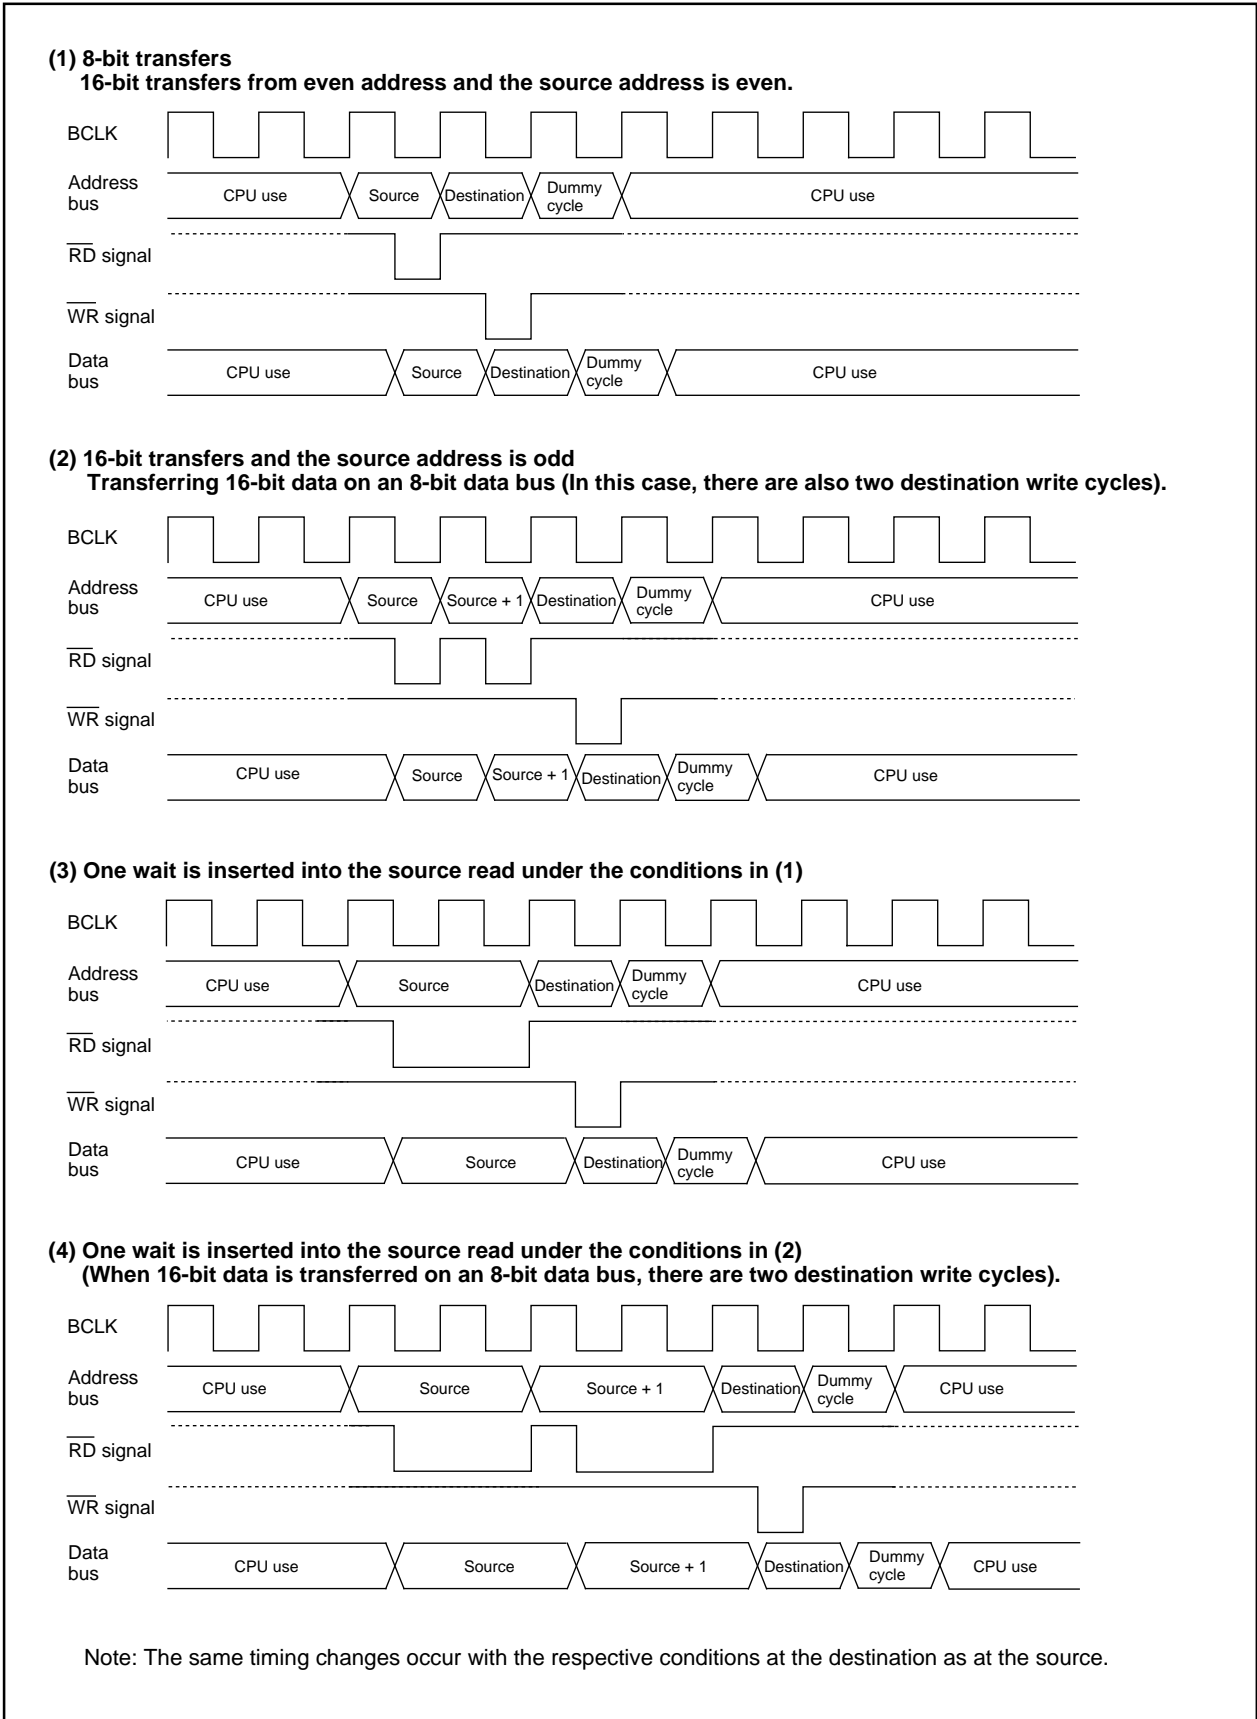 (1) 8-bit transfers
16-bit transfers from even address and the source address is even.
BCLK
Address
bus
CPU use
Source
Destination
Dummy
cycle
CPU use
RD signal
WR signal
Data
bus
CPU use
Source
Destination
Dummy
cycle
CPU use
(2) 16-bit transfers and the source address is odd
Transferring 16-bit data on an 8-bit data bus (In this case, there are also two destination write cycles).
BCLK
Address
bus
CPU use
Source
Source + 1
Destination
Dummy
cycle
CPU use
RD signal
WR signal
Data
bus
CPU use
Source
Source + 1
Destination
Dummy
cycle
CPU use
(3) One wait is inserted into the source read under the conditions in (1)
BCLK
Address
bus
CPU use
Source
Destination
Dummy
cycle
CPU use
RD signal
WR signal
Data
bus
CPU use
Source
Destination
Dummy
cycle
CPU use
(4) One wait is inserted into the source read under the conditions in (2)
(When 16-bit data is transferred on an 8-bit data bus, there are two destination write cycles).
BCLK
Address
bus
CPU use
Source
Source + 1
Destination
Dummy
cycle
CPU use
RD signal
WR signal
Data
bus
CPU use
Source
Source + 1
Destination
Dummy
cycle
CPU use
Note: The same timing changes occur with the respective conditions at the destination as at the source.